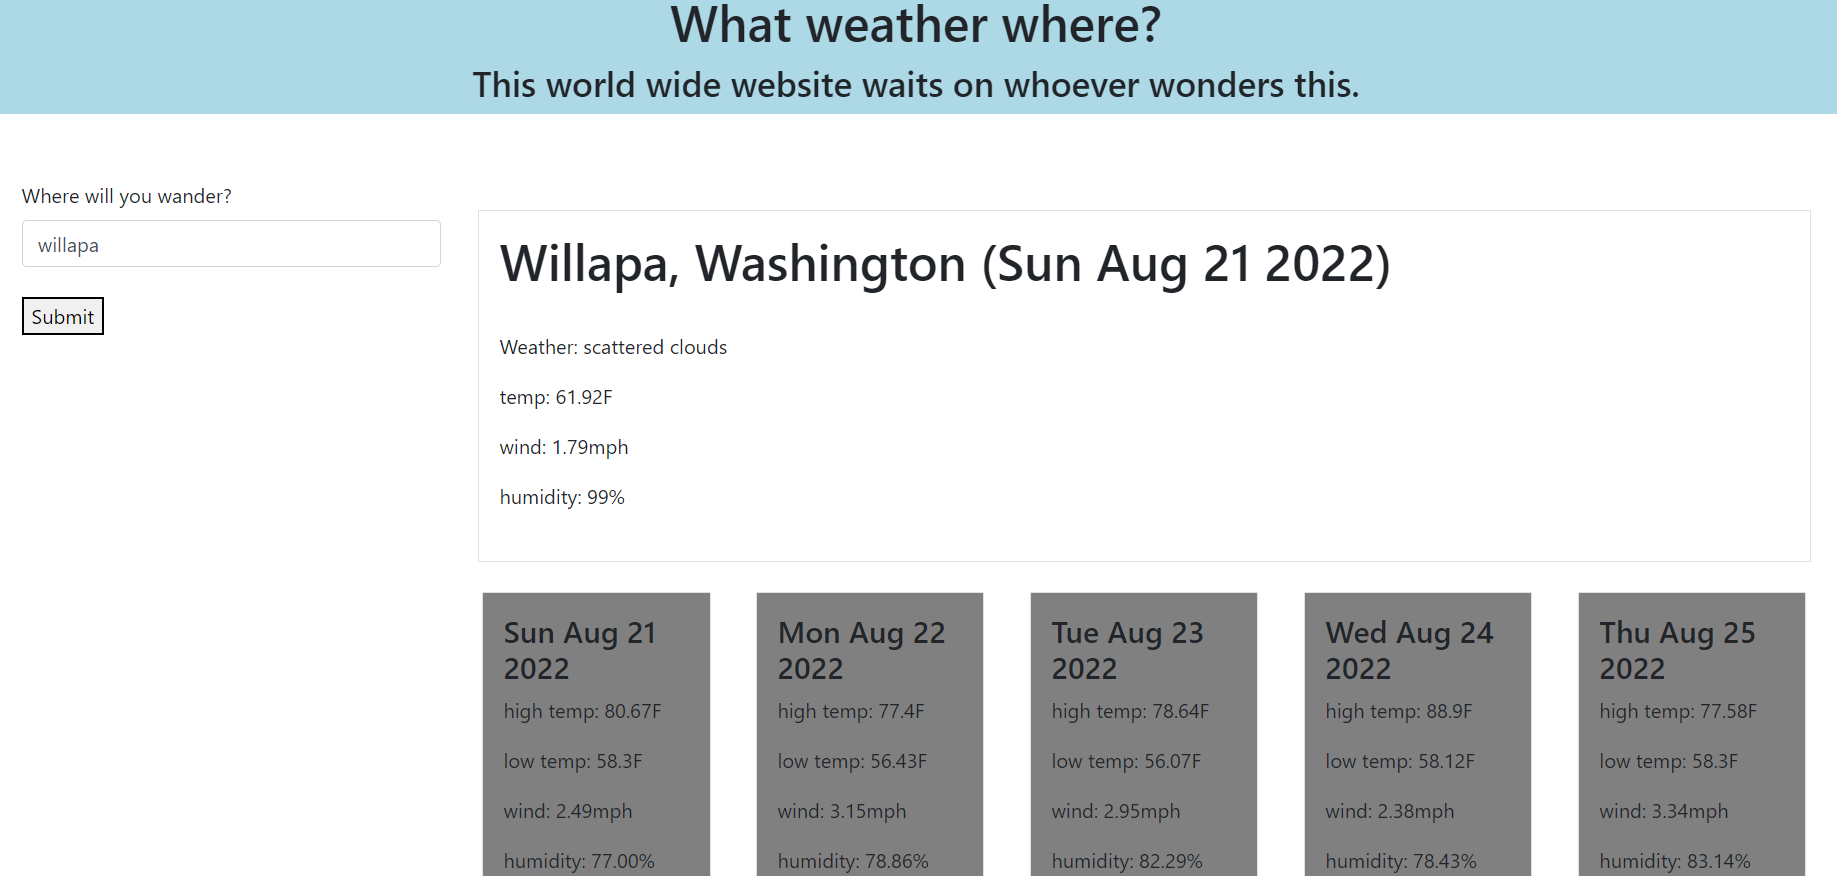 What weather where?
This world wide website waits on whoever wonders this.
Where will you wander?
willapa
Submit
Willapa, Washington (Sun Aug 21 2022)
Weather: scattered clouds
temp: 61.92F
wind: 1.79mph
humidity: 99%
Sun Aug 21
2022
high temp: 80.67F
low temp: 58.3F
wind: 2.49mph
humidity: 77.00%
Mon Aug 22
2022
high temp: 77.4F
low temp: 56.43F
wind: 3.15mph
humidity: 78.86%
Tue Aug 23
2022
high temp: 78.64F
low temp: 56.07F
wind: 2.95mph
humidity: 82.29%
Wed Aug 24
2022
high temp: 88.9F
low temp: 58.12F
wind: 2.38mph
humidity: 78.43%
Thu Aug 25
2022
high temp: 77.58F
low temp: 58.3F
wind: 3.34mph
humidity: 83.14%